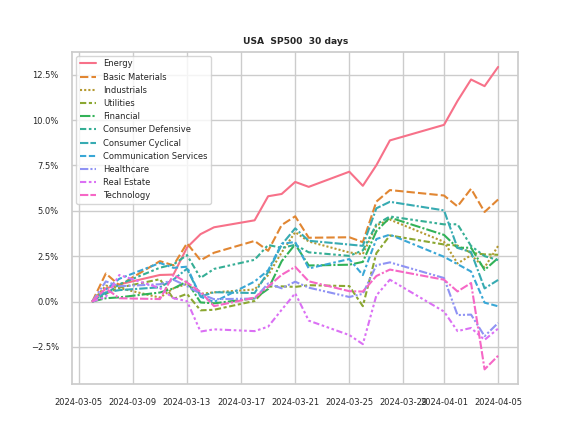 USA SP500 30 days
Energy
Basic Materials
Industrials
Utilities
Financial
Consumer Defensive
Consumer Cyclical
Communication Services
Healthcare
Real Estate
Technology
12.5%
10.0%
7.5%
5.0%
2.5%
0.0%
−2.5%
2024-03-05 2024-03-09 2024-03-13 2024-03-17 2024-03-21 2024-03-25 2024-03-29 2024-04-01 2024-04-05